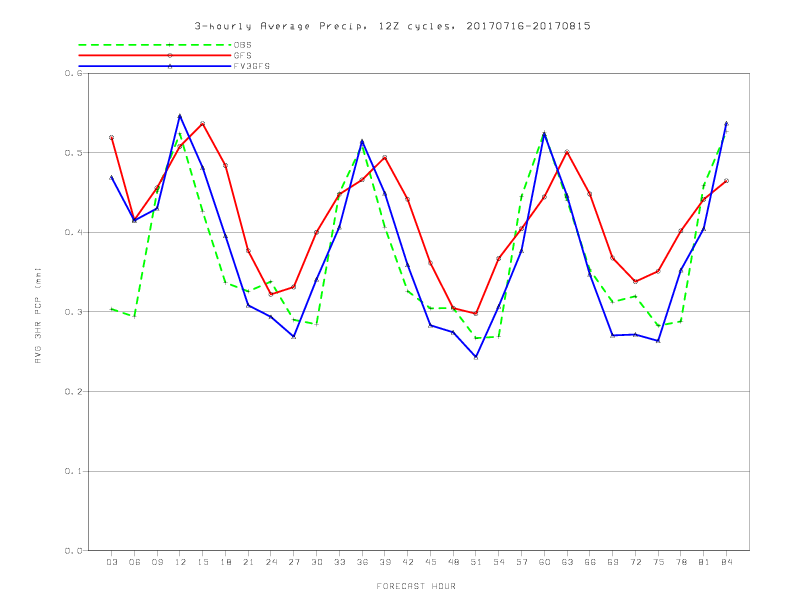 3-hourly Average Precip, 12Z cycles, 20170716-20170815
OBS
GFS
FV3GFS
0.6
0.5
0.4
0.3
0.2
0.1
0.0
AVG 3HR PCP (mm)
03 06 09 12 15 18 21 24 27 30 33 36 39 42 45 48 51 54 57 60 63 66 69 72 75 78 81 84
FORECAST HOUR